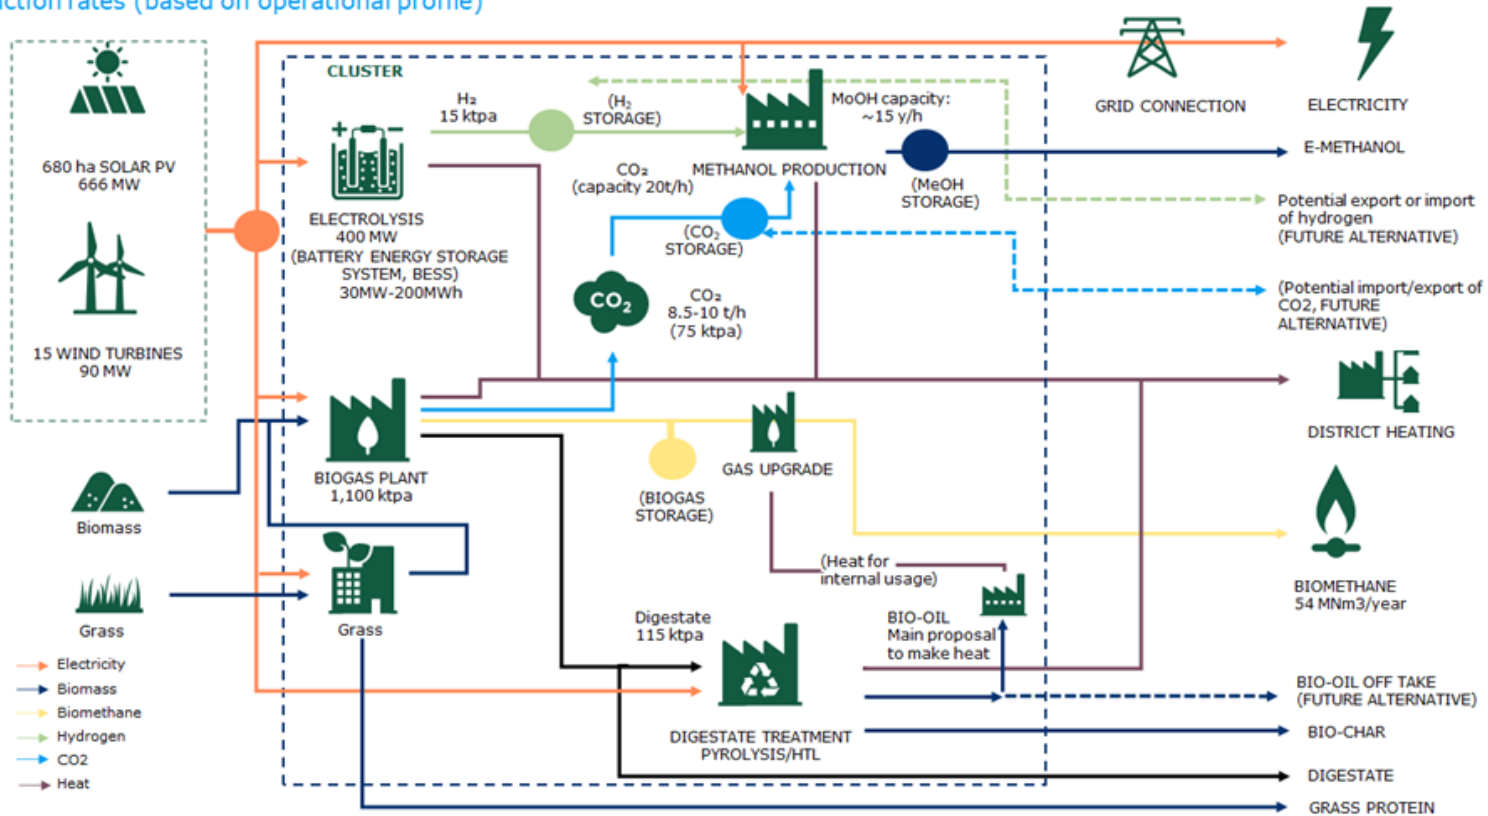 ction rates (based on operational profile)
CLUSTER
680 ha SOLAR PV
666 MW
15 WIND TURBINES
90 MW
Biomass
Grass
Electricity
Biomass
Biomethane
Hydrogen
CO2
Heat
H₂
15 ktpa
(H₂
STORAGE)
ELECTROLYSIS
400 MW
(BATTERY ENERGY STORAGE
SYSTEM, BESS)
30MW-200MWh
CO₂
(capacity 20t/h)
METHANOL PRODUCTION
MoOH capacity:
~15 y/h
(MeOH
STORAGE)
(CO₂
STORAGE)
CO₂
CO₂
8.5-10 t/h
(75 ktpa)
BIOGAS PLANT
1,100 ktpa
(BIOGAS
STORAGE)
GAS UPGRADE
(Heat for
internal usage)
Grass
Digestate
115 ktpa
BIO-OIL
Main proposal
to make heat
DIGESTATE TREATMENT
PYROLYSIS/HTL
GRID CONNECTION
ELECTRICITY
E-METHANOL
Potential export or import
of hydrogen
(FUTURE ALTERNATIVE)
(Potential import/export of
CO2, FUTURE
ALTERNATIVE)
DISTRICT HEATING
BIOMETHANE
54 MNm3/year
BIO-OIL OFF TAKE
(FUTURE ALTERNATIVE)
BIO-CHAR
DIGESTATE
GRASS PROTEIN